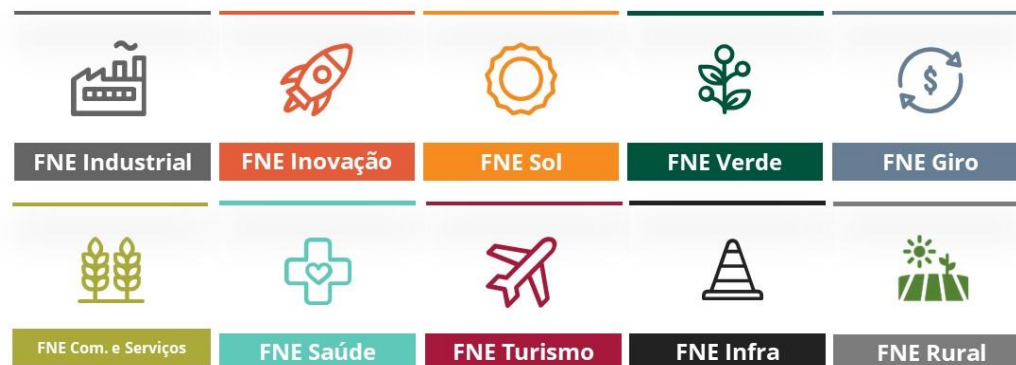 FNE Industrial
FNE Inovação
FNE Sol
FNE Verde
FNE Giro
$
FNE Com. e Serviços
FNE Saúde
FNE Turismo
FNE Infra
FNE Rural